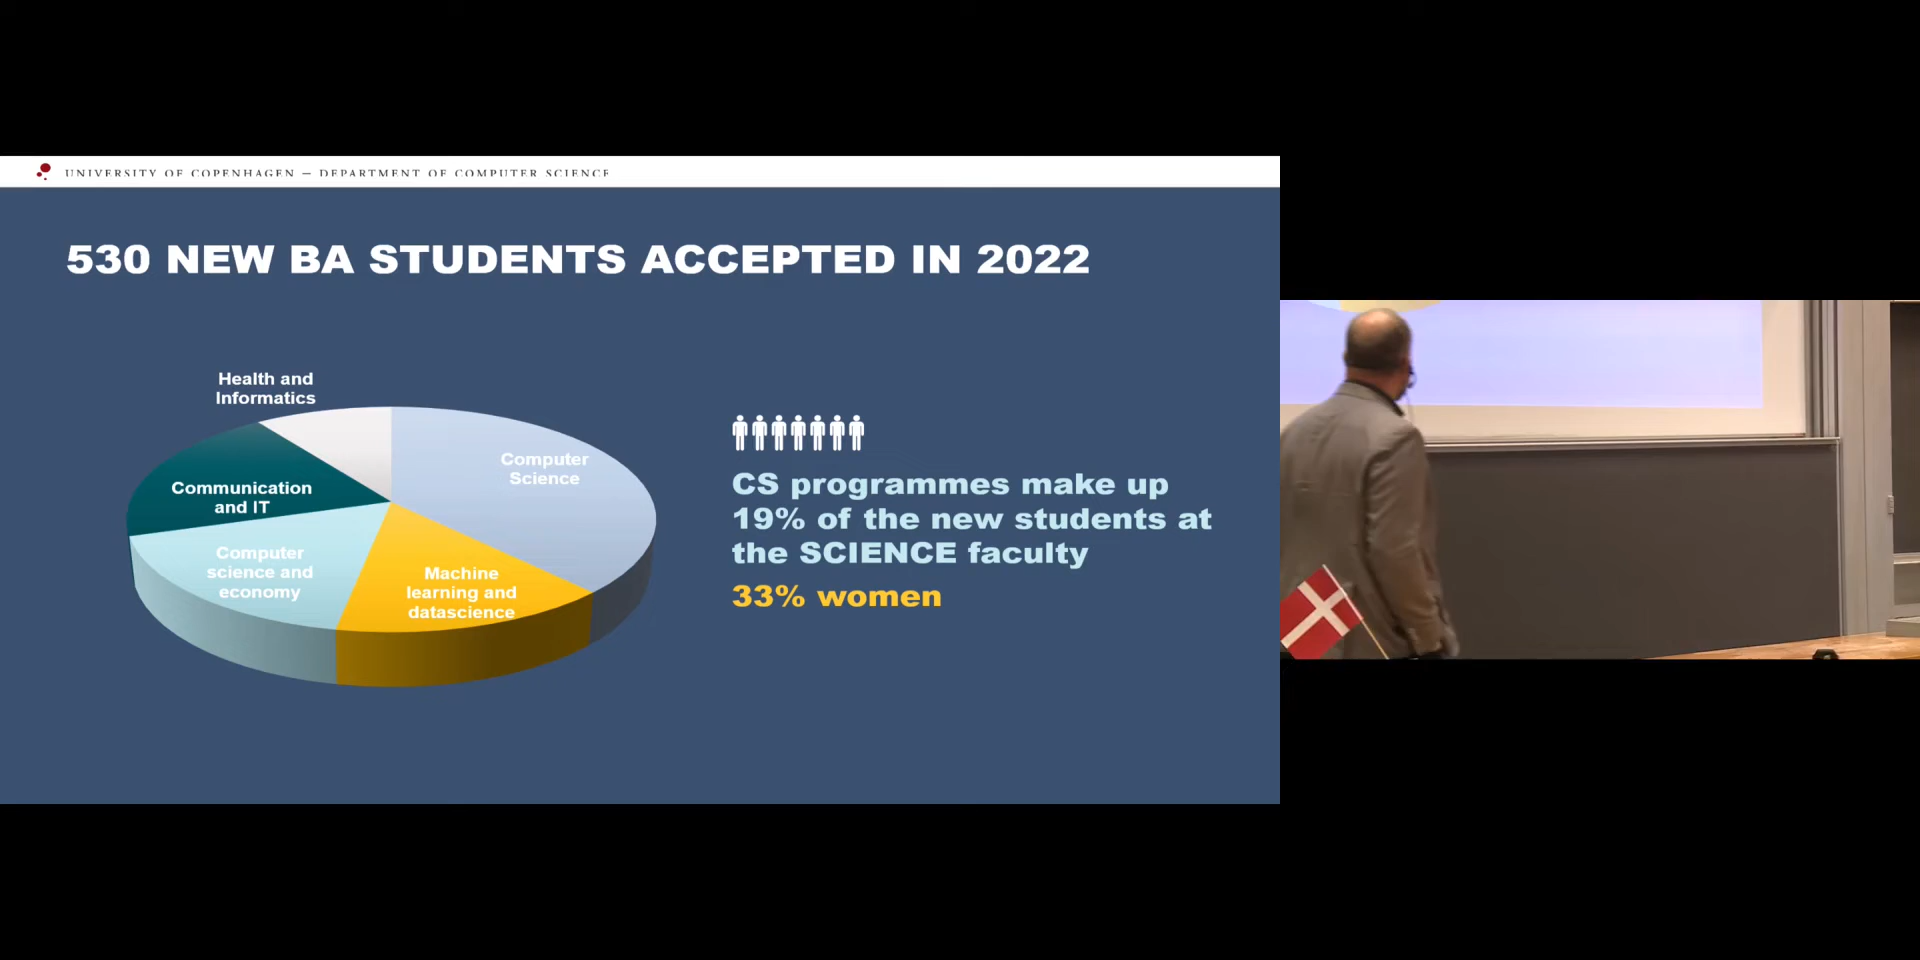 UNIVERSITY OF COPENHAGEN — DEPARTMENT OF COMPUTER SCIENCE
530 NEW BA STUDENTS ACCEPTED IN 2022
Health and
Informatics
Computer
Science
Communication
and IT
Computer
science and
economy
Machine
learning and
datascience
CS programmes make up
19% of the new students at
the SCIENCE faculty
33% women